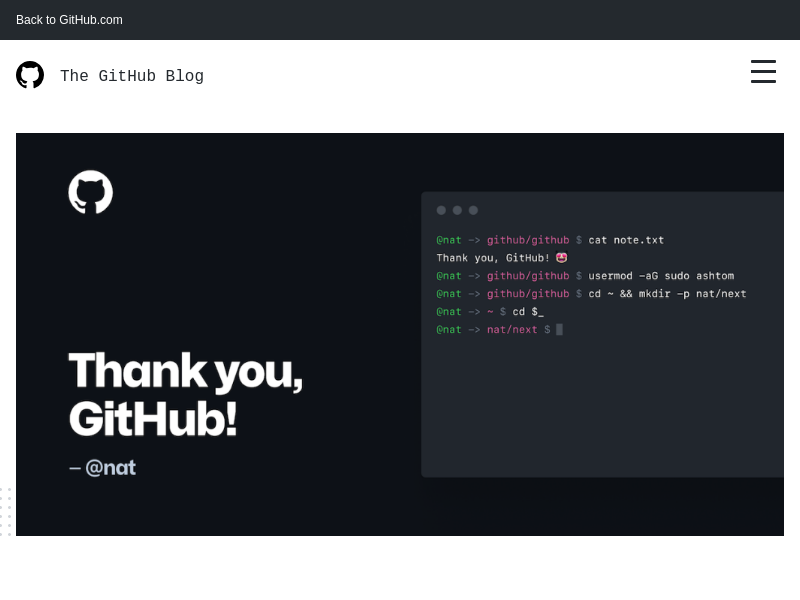 Back to GitHub.com
The GitHub Blog
Thank you,
GitHub!
– @nat
@nat -> github/github $ cat note.txt
Thank you, GitHub!
@nat -> github/github $ usermod -aG sudo ashtom
@nat -> github/github $ cd ~ && mkdir -p nat/next
@nat -> ~ $ cd $_
@nat -> nat/next $